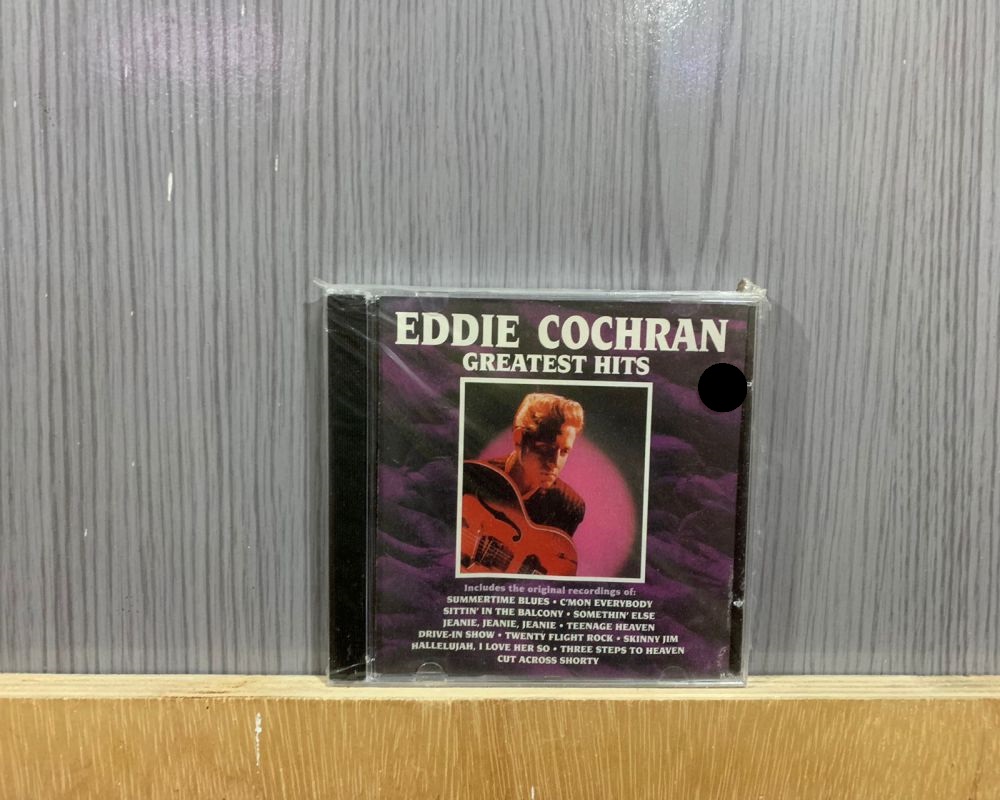 EDDIE COCHRAN
GREATEST HITS
Includes the original recordings of:
SUMMERTIME BLUES • C'MON EVERYBODY
SITTIN' IN THE BALCONY • SOMETHIN' ELSE
JEANIE, JEANIE, JEANIE • TEENAGE HEAVEN
DRIVE-IN SHOW • TWENTY FLIGHT ROCK • SKINNY JIM
HALLELUJAH, I LOVE HER SO • THREE STEPS TO HEAVEN
CUT ACROSS SHORTY